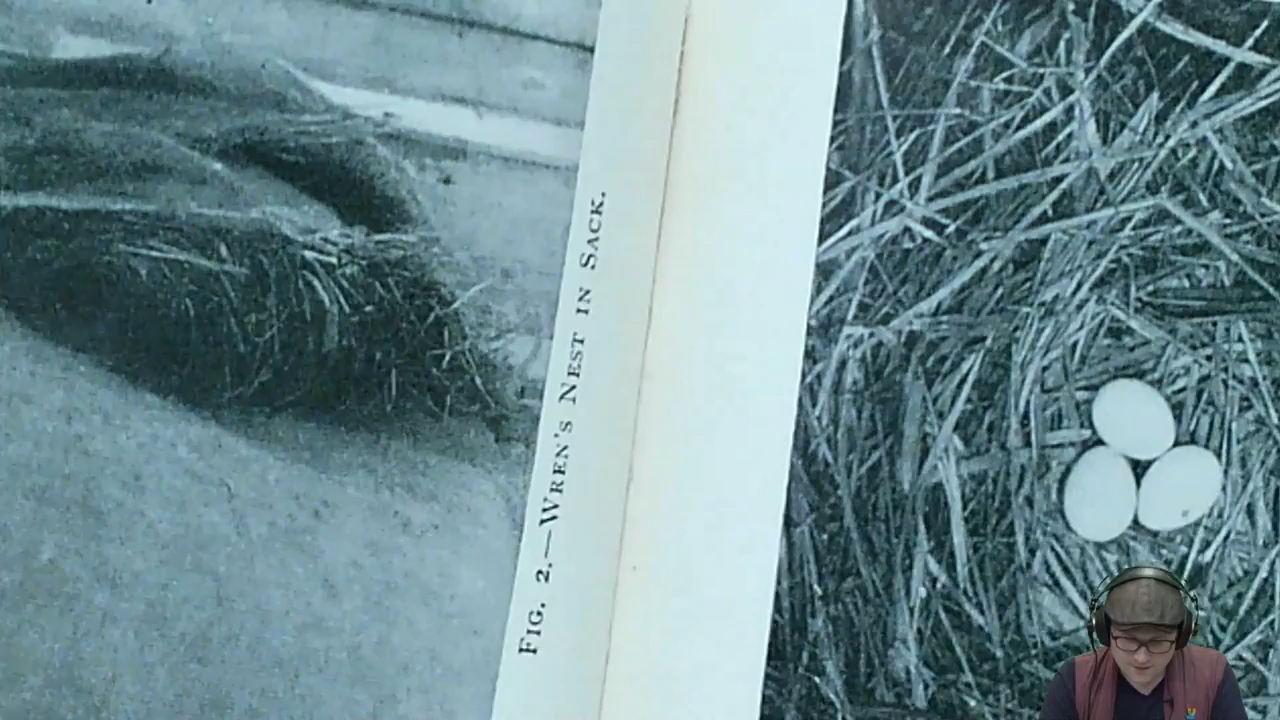 Fig. 2.—Wren's Nest in Sack.